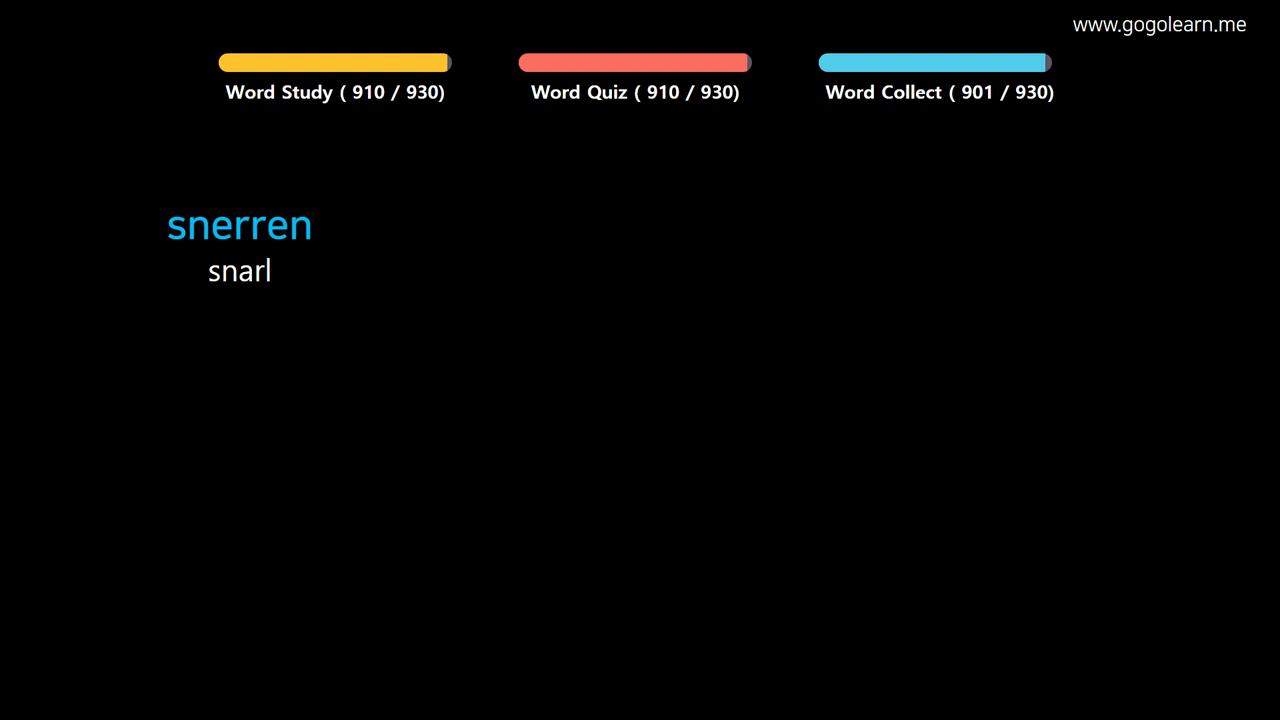 www.gogolearn.me
Word Study ( 910 / 930)
Word Quiz ( 910 / 930)
Word Collect ( 901 / 930)
snerren
snarl